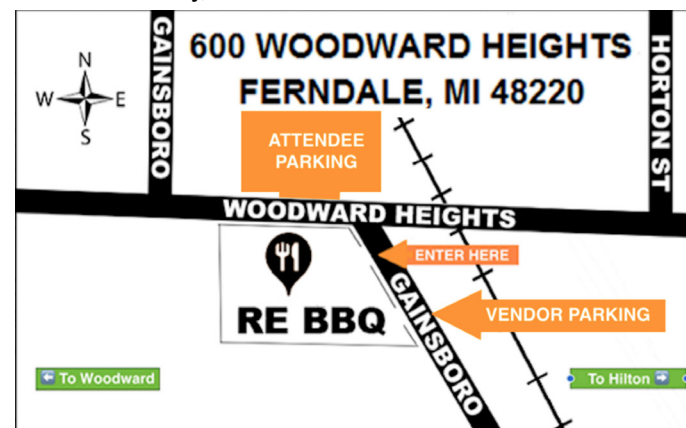 600 WOODWARD HEIGHTS
FERNDALE, MI 48220
GAINSBORO
HORTON ST
N
W E
S
ATTENDEE
PARKING
WOODWARD HEIGHTS
ENTER HERE
GAINSBORO
RE BBQ
VENDOR PARKING
To Woodward
To Hilton